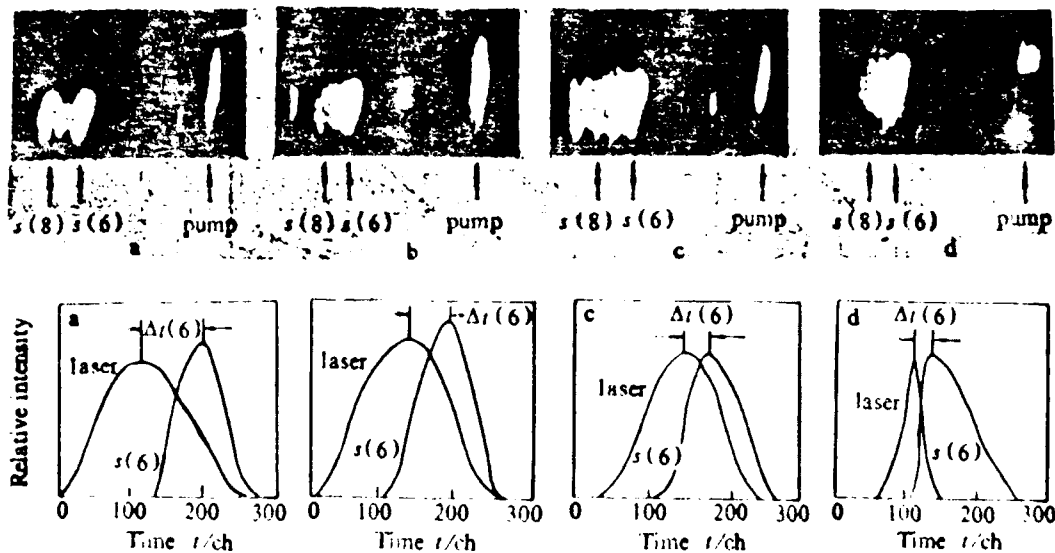 s(8) s(6) pump
a
s(8) s(6) pump
b
s(8) s(6) pump
c
s(8) s(6) pump
d
Relative intensity
a
Δt(6)
laser
s(6)
0 100 200 300
Time t/ch
Δt(6)
laser
s(6)
0 100 200 300
Time t/ch
c
Δt(6)
laser
s(6)
0 100 200 300
Time t/ch
d
Δt(6)
laser
s(6)
0 100 200 300
Time t/ch